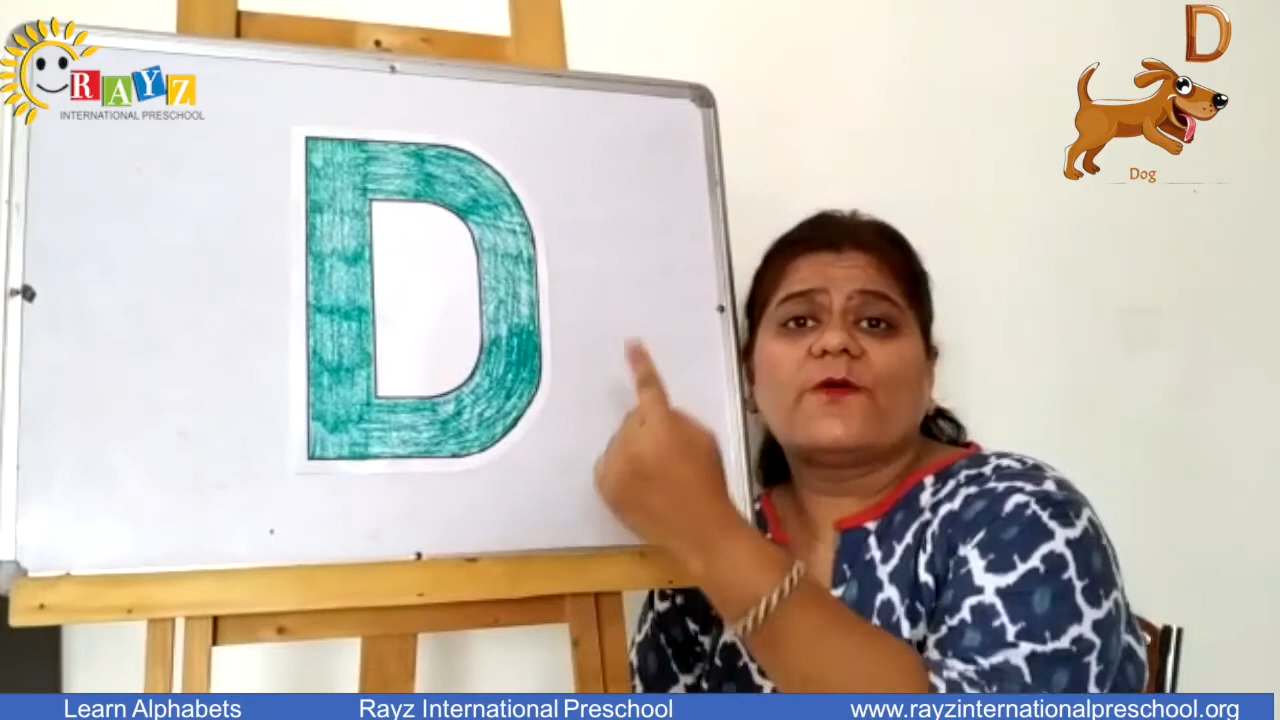 RAYZ
INTERNATIONAL PRESCHOOL
D
D
Dog
Learn Alphabets
Rayz International Preschool
www.rayzinternationalpreschool.org